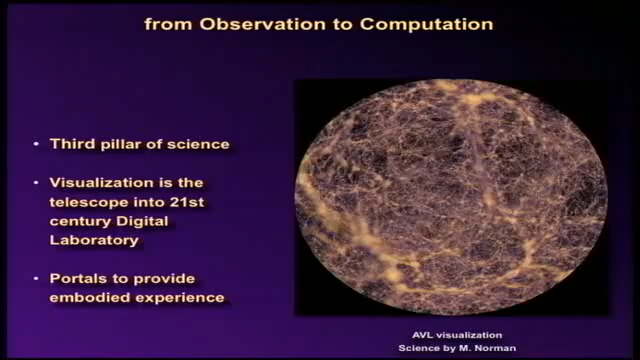 from Observation to Computation
• Third pillar of science
• Visualization is the
telescope into 21st
century Digital
Laboratory
• Portals to provide
embodied experience
AVL visualization
Science by M. Norman